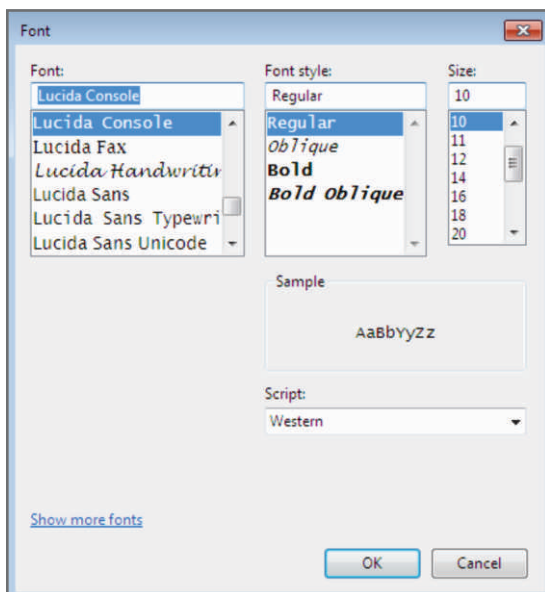 Font
Font:
Lucida Console
Lucida Console
Lucida Fax
Lucida Handwritin
Lucida Sans
Lucida Sans Typewri
Lucida Sans Unicode
Font style:
Regular
Regular
Oblique
Bold
Bold Oblique
Size:
10
10
11
12
14
16
18
20
Sample
AaBbYyZz
Script:
Western
Show more fonts
OK
Cancel